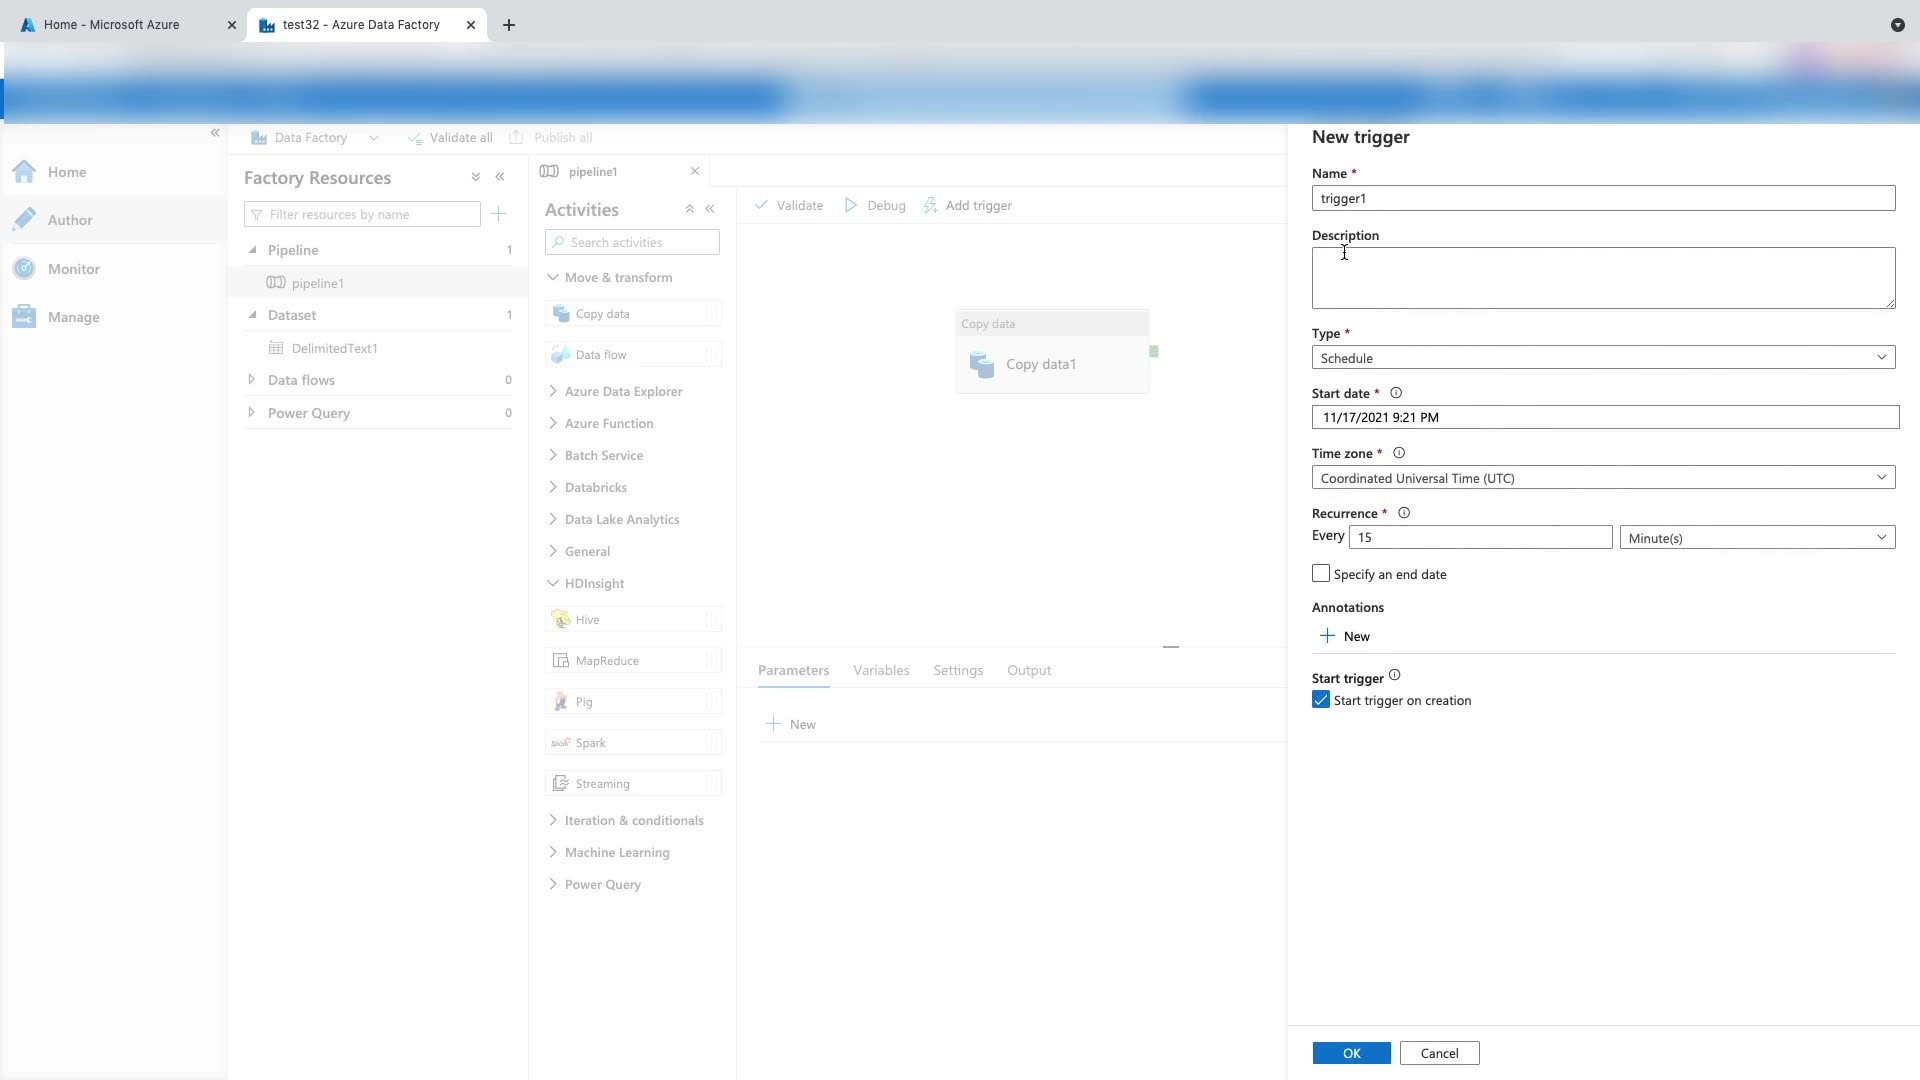 Home - Microsoft Azure
test32 - Azure Data Factory
Home
Author
Monitor
Manage
Data Factory
Validate all
Publish all
Factory Resources
Filter resources by name
Pipeline 1
pipeline1
Dataset 1
DelimitedText1
Data flows 0
Power Query 0
pipeline1
Activities
Search activities
Move & transform
Copy data
Data flow
Azure Data Explorer
Azure Function
Batch Service
Databricks
Data Lake Analytics
General
HDInsight
Hive
MapReduce
Pig
Spark
Spark
Streaming
Iteration & conditionals
Machine Learning
Power Query
Validate
Debug
Add trigger
Copy data
Copy data1
Parameters Variables Settings Output
New
New trigger
Name *
trigger1
Description
Type *
Schedule
Start date *
11/17/2021 9:21 PM
Time zone *
Coordinated Universal Time (UTC)
Recurrence *
Every 15 Minute(s)
Specify an end date
Annotations
New
Start trigger
Start trigger on creation
OK Cancel